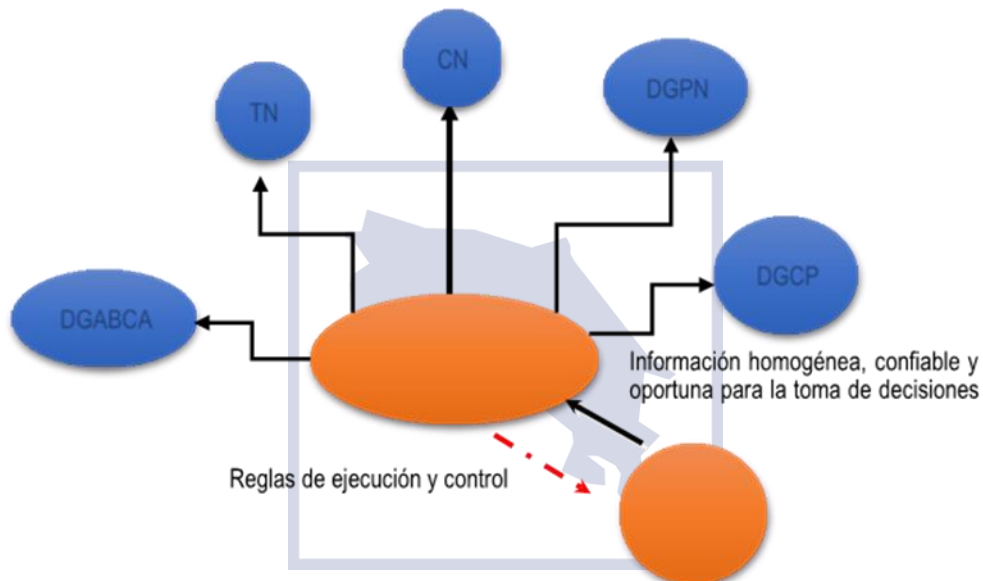 CN
DGPN
TN
DGCP
DGABCA
Información homogénea, confiable y
oportuna para la toma de decisiones
Reglas de ejecución y control